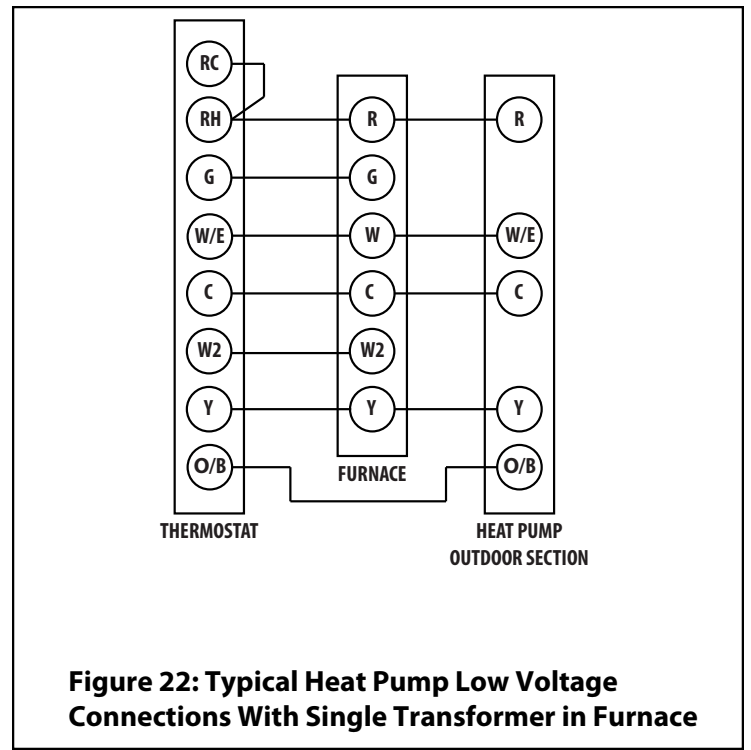 RC
RH
R
R
G
G
W/E
W
W/E
C
C
C
W2
W2
Y
Y
Y
O/B
O/B
FURNACE
THERMOSTAT
HEAT PUMP
OUTDOOR SECTION
Figure 22: Typical Heat Pump Low Voltage
Connections With Single Transformer in Furnace